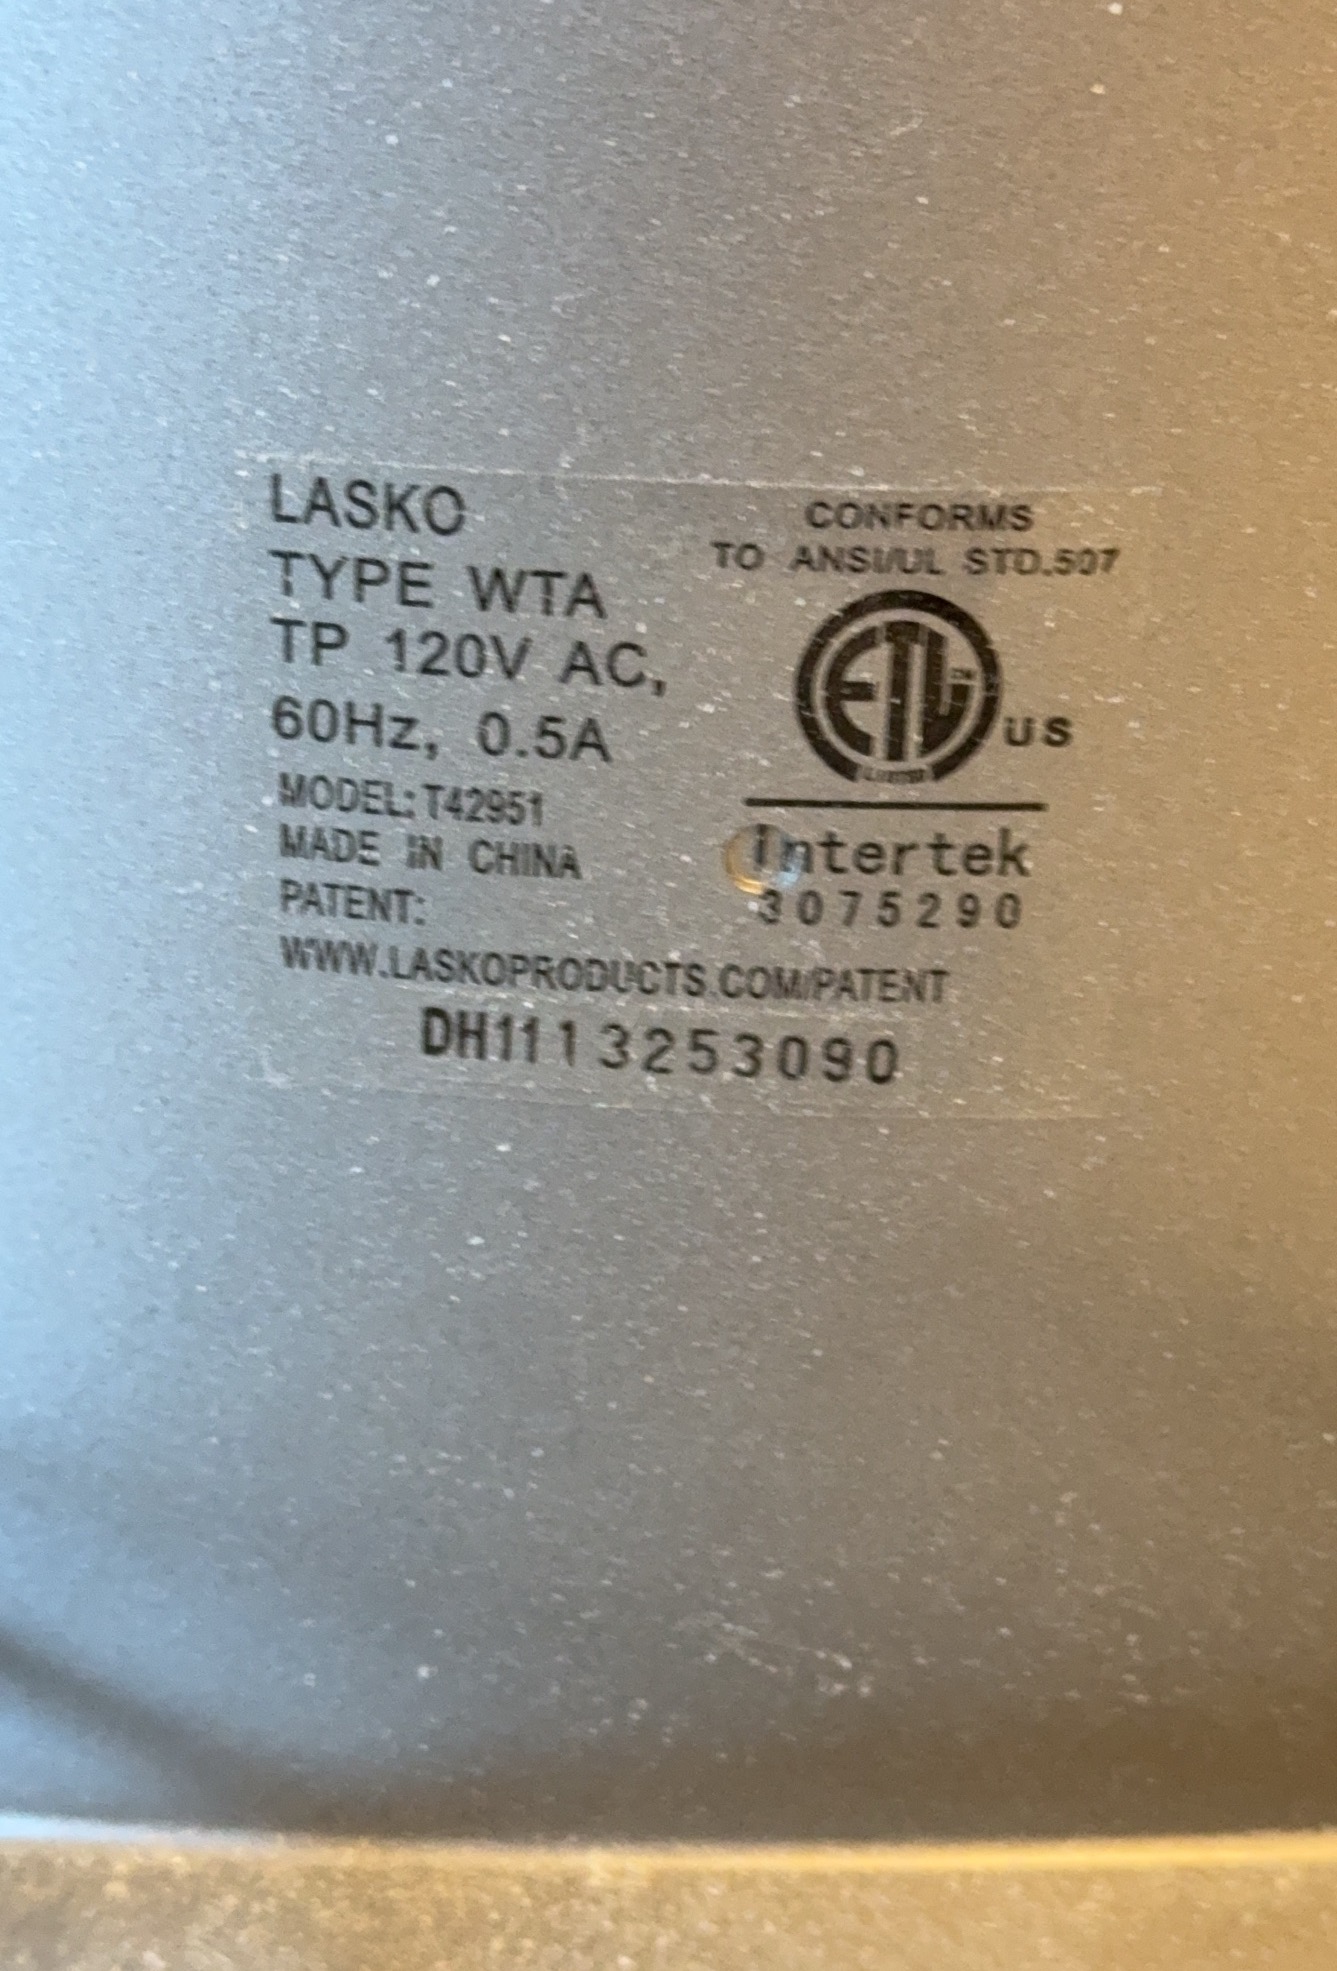 LASKO
TYPE WTA
TP 120V AC,
60Hz, 0.5A
MODEL: T42951
MADE IN CHINA
PATENT:
WWW.LASKOPRODUCTS.COM/PATENT
DH1113253090
CONFORMS
TO ANSI/UL STD.507
ETL
LISTED
US
Intertek
3075290